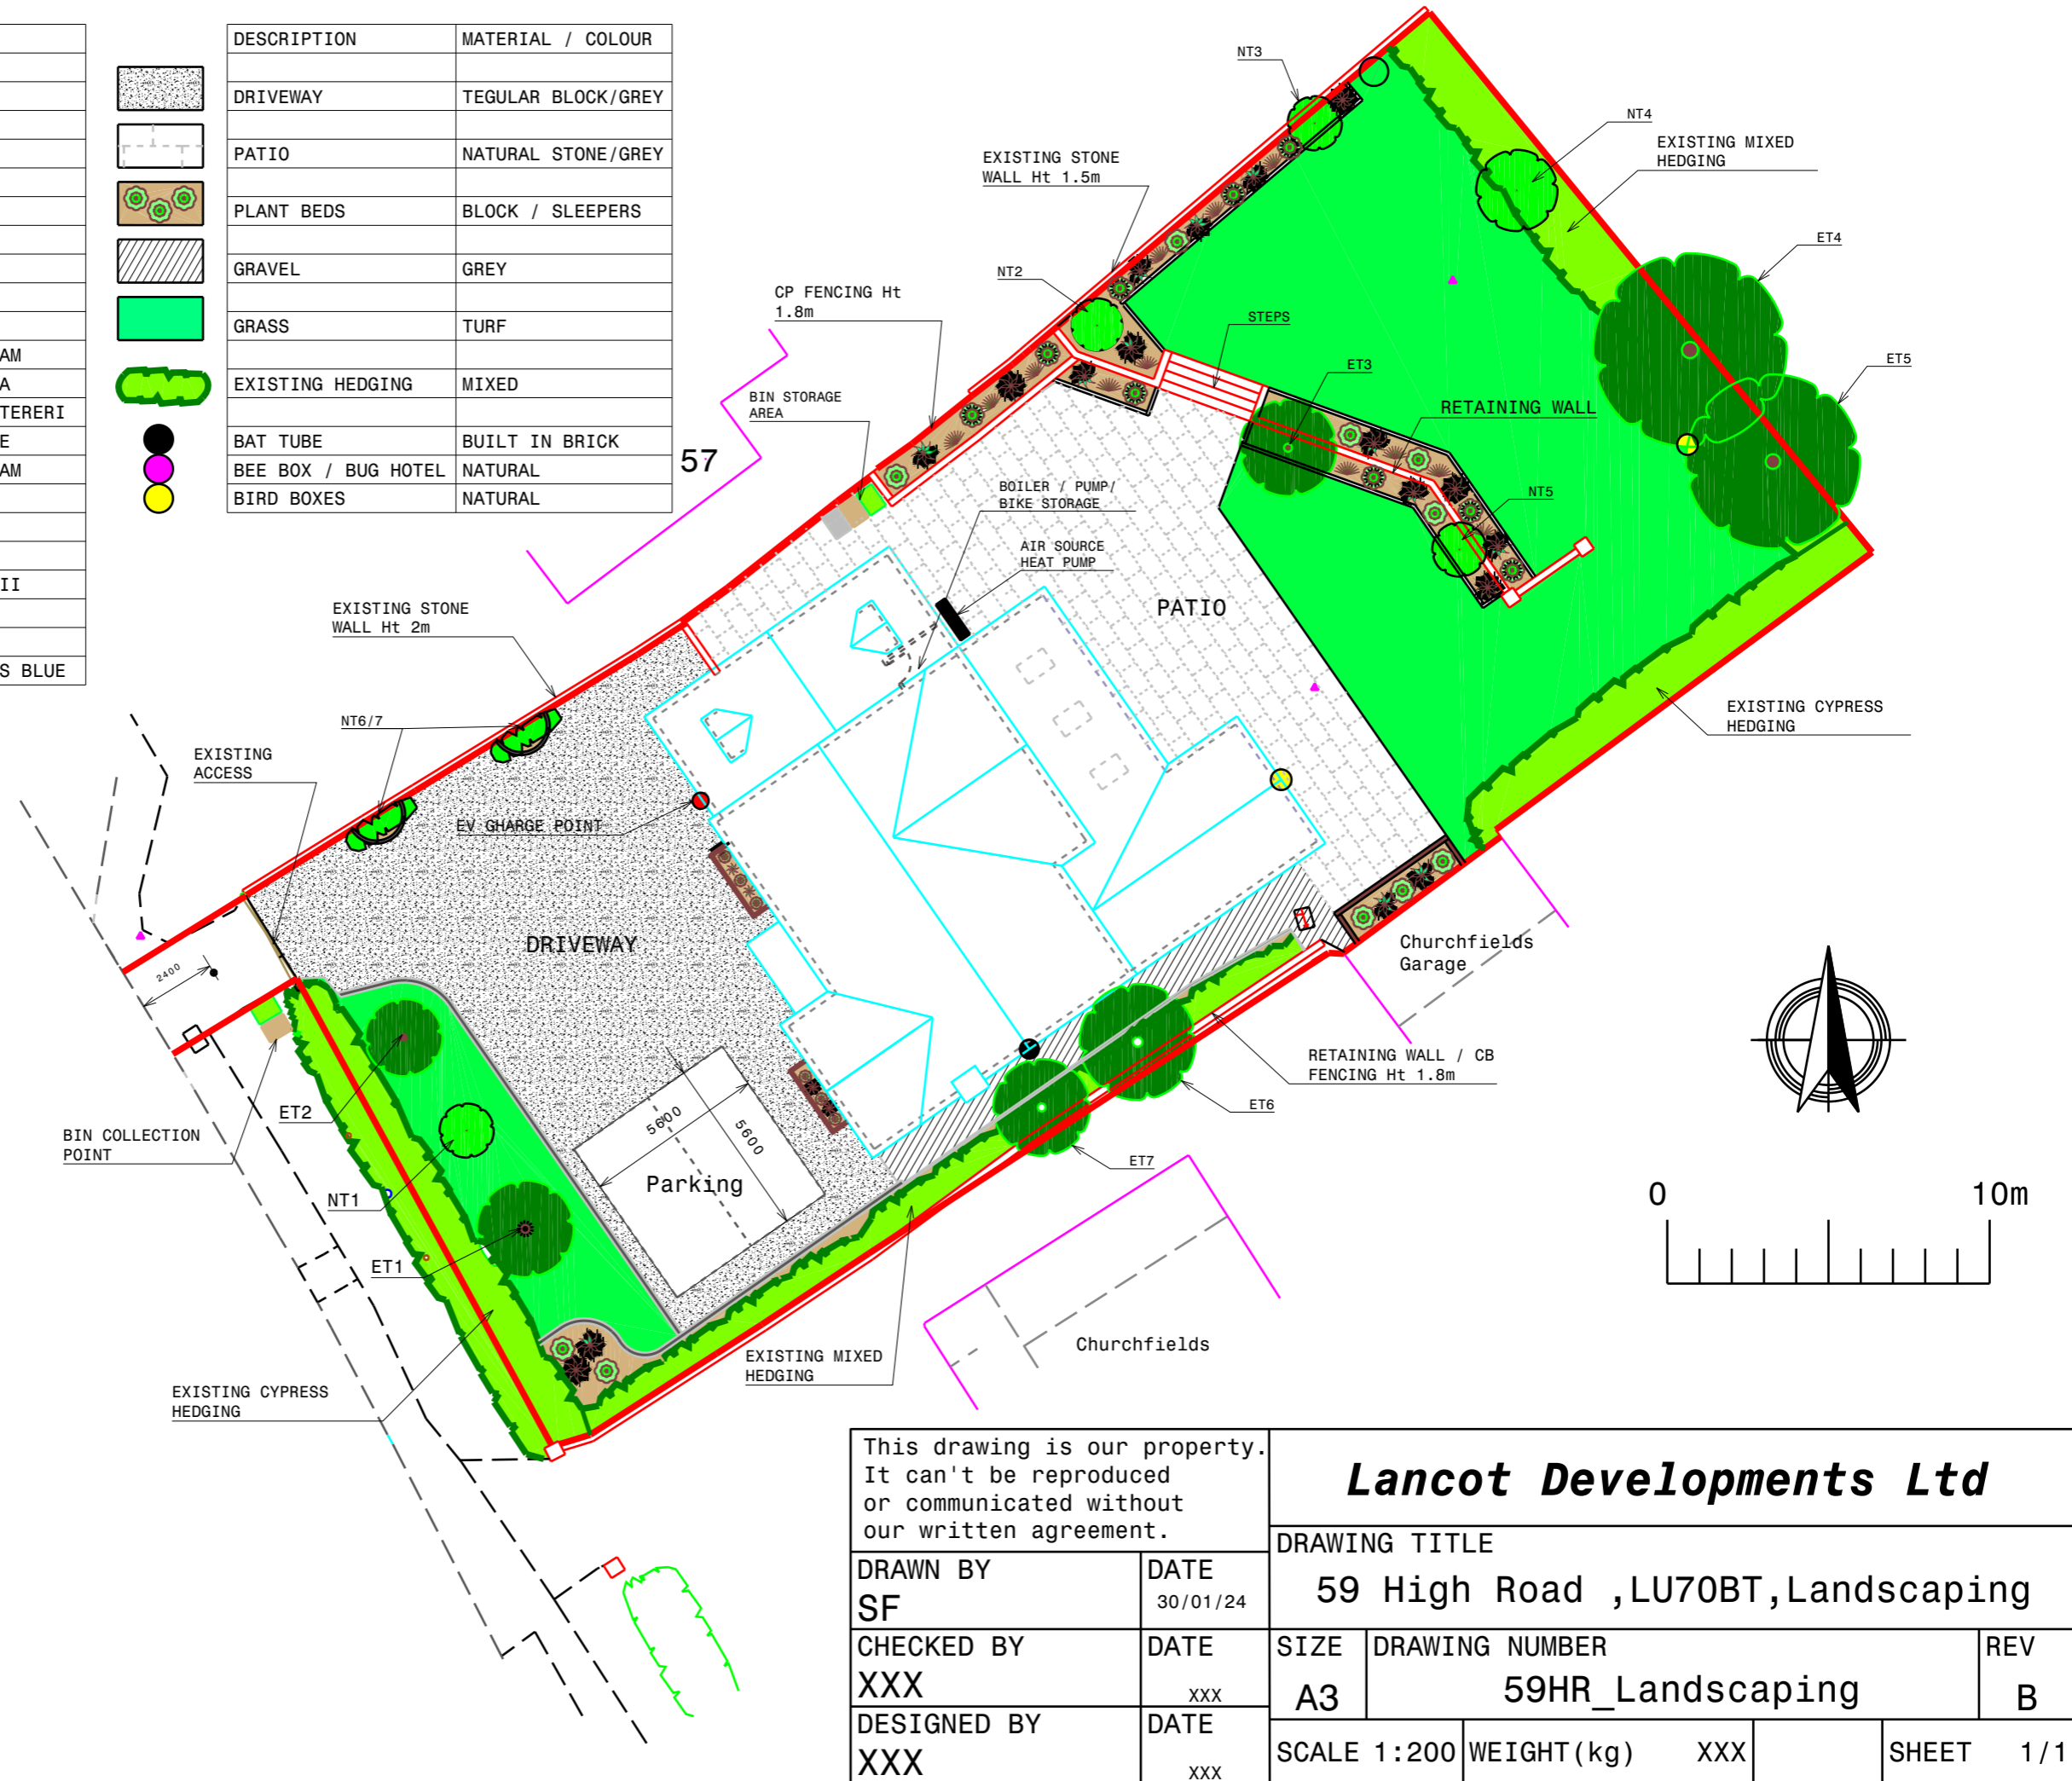 AM
A
TERERI
E
AM
II
S BLUE
DESCRIPTION MATERIAL / COLOUR
DRIVEWAY TEGULAR BLOCK/GREY
PATIO NATURAL STONE/GREY
PLANT BEDS BLOCK / SLEEPERS
GRAVEL GREY
GRASS TURF
EXISTING HEDGING MIXED
BAT TUBE BUILT IN BRICK
BEE BOX / BUG HOTEL NATURAL
BIRD BOXES NATURAL
57
NT3
NT4
EXISTING MIXED
HEDGING
EXISTING STONE
WALL Ht 1.5m
ET4
NT2
CP FENCING Ht
1.8m
STEPS
ET3
ET5
BIN STORAGE
AREA
RETAINING WALL
BOILER / PUMP/
BIKE STORAGE
NT5
AIR SOURCE
HEAT PUMP
PATIO
EXISTING STONE
WALL Ht 2m
EXISTING CYPRESS
HEDGING
NT6/7
EXISTING
ACCESS
EV GHARGE POINT
DRIVEWAY
Churchfields
Garage
2400
RETAINING WALL / CB
FENCING Ht 1.8m
ET6
ET2
BIN COLLECTION
POINT
5600
5600
ET7
Parking
NT1
0 10m
ET1
Churchfields
EXISTING MIXED
HEDGING
EXISTING CYPRESS
HEDGING
This drawing is our property.
It can't be reproduced
or communicated without
our written agreement.
Lancot Developments Ltd
DRAWING TITLE
59 High Road ,LU70BT,Landscaping
DRAWN BY DATE
SF 30/01/24
CHECKED BY DATE
XXX XXX
SIZE DRAWING NUMBER REV
A3 59HR_Landscaping B
DESIGNED BY DATE
XXX XXX
SCALE 1:200 WEIGHT(kg) XXX SHEET 1/1